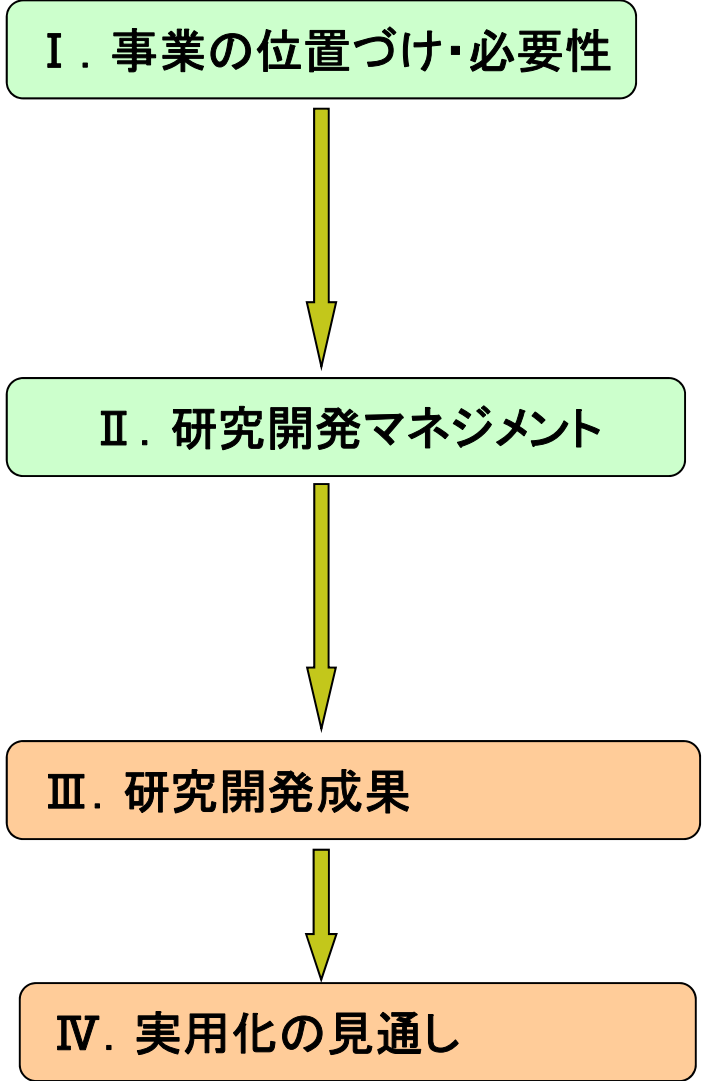 Ⅰ. 事業の位置づけ・必要性
Ⅱ. 研究開発マネジメント
Ⅲ. 研究開発成果
Ⅳ. 実用化の見通し